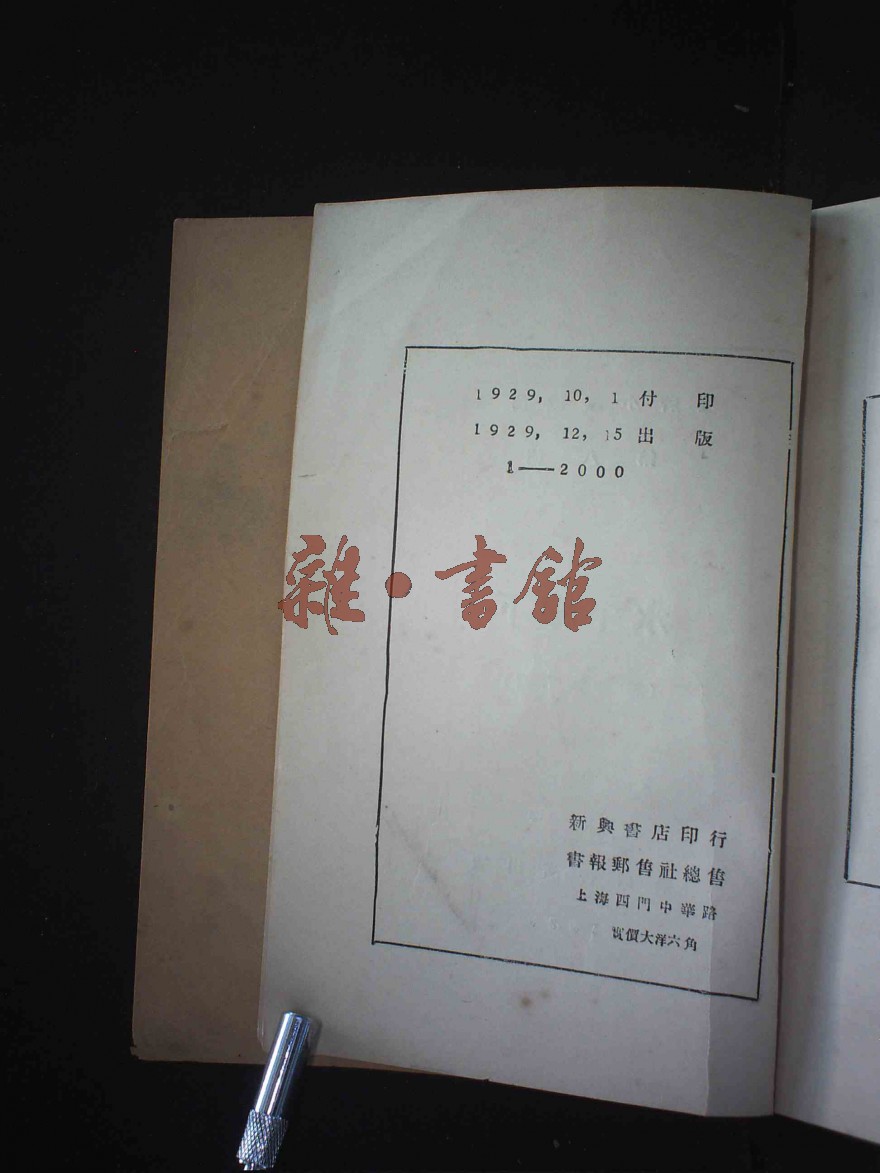 1929, 10, 1 付印
1929, 12, 15 出版
1——2000
雜·書館
新興書店印行
書報郵售社總售
上海四門中華路
實價大洋六角